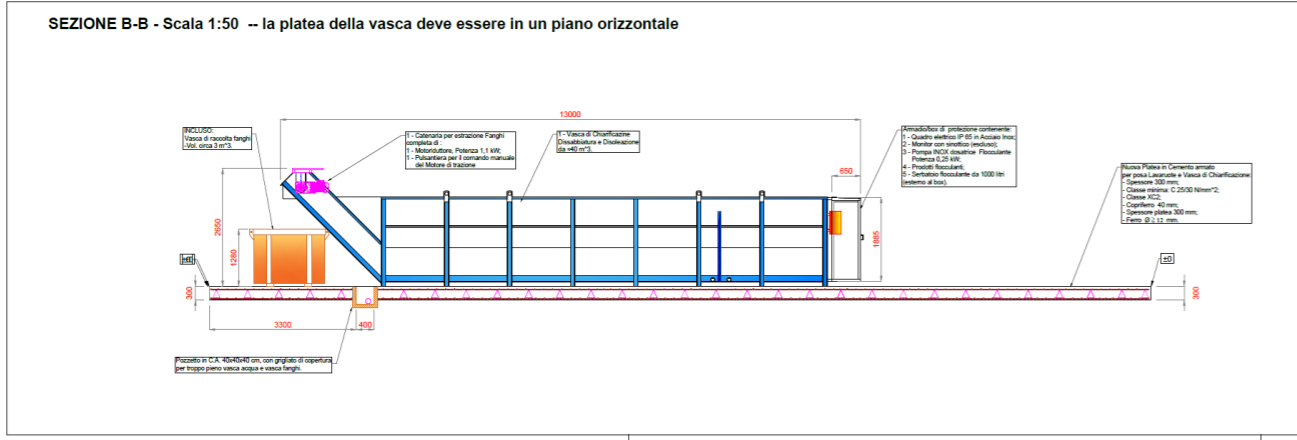 SEZIONE B-B - Scala 1:50 -- la platea della vasca deve essere in un piano orizzontale
13000
INCLUSO:
Vasca di raccolta fanghi
-Vol. circa 3 m^3.
1 - Catenaria per estrazione Fanghi
completa di :
1 - Motoriduttore, Potenza 1,1 kW;
1 - Pulsantiera per il comando manuale
del Motore di trazione
1 - Vasca di Chiarificazine
Dissabbiatura e Disoleazione
da ≈40 m^3.
Armadio/box di protezione contenente:
1 - Quadro elettrico IP 65 in Acciaio Inox;
2 - Monitor con sinottico (escluso);
3 - Pompa INOX dosatrice Flocculante
Potenza 0,25 kW;
4 - Prodotti flocculanti;
5 - Serbatoio flocculante da 1000 litri
(esterno al box).
650
Nuova Platea in Cemento armato
per posa Lavaruote e Vasca di Chiarificazione:
- Spessore 300 mm;
- Classe minima: C 25/30 N/mm^2;
- Classe XC2;
- Copriferro 40 mm;
- Spessore platea 300 mm;
- Ferro Ø ≥ 12 mm.
2650
1280
1885
±0
300
300
3300
400
Pozzetto in C.A. 40x40x40 cm, con grigliato di copertura
per troppo pieno vasca acqua e vasca fanghi.